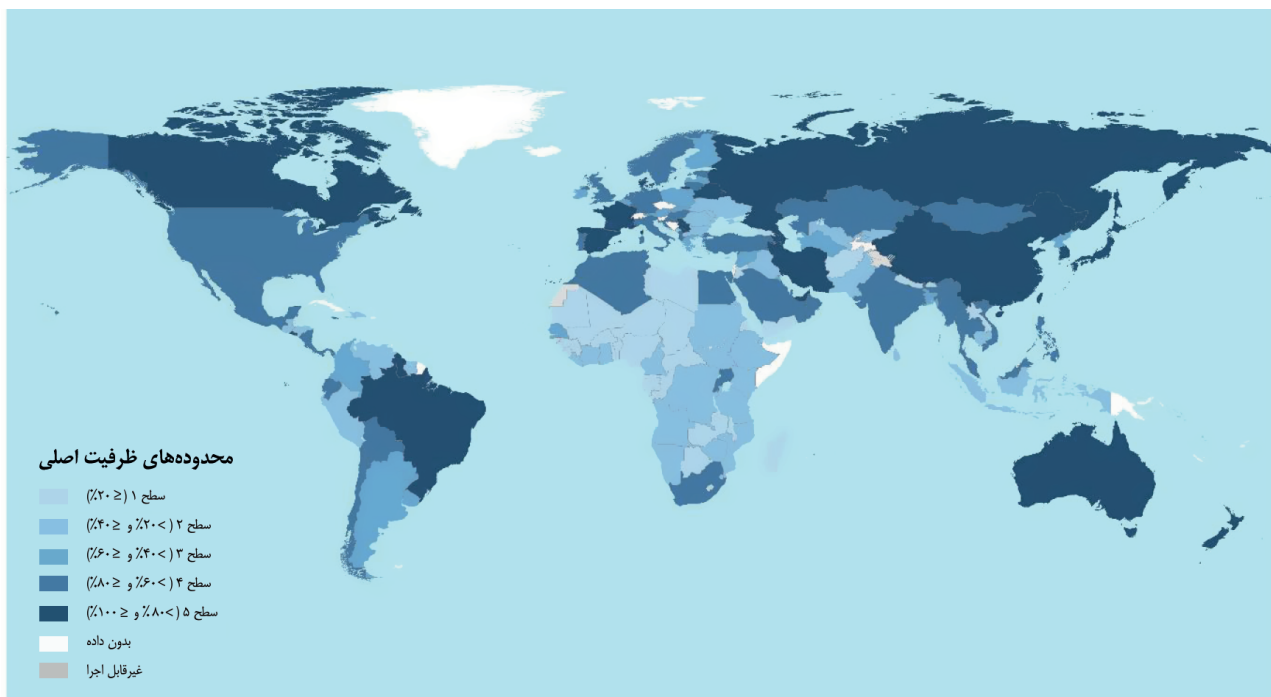 محدوده‌های ظرفیت اصلی
سطح ۱ (≤ ۲۰٪)
سطح ۲ (>۲۰٪ و ≤ ۴۰٪)
سطح ۳ (>۴۰٪ و ≤ ۶۰٪)
سطح ۴ (>۶۰٪ و ≤ ۸۰٪)
سطح ۵ (>۸۰٪ و ≤ ۱۰۰٪)
بدون داده
غیرقابل اجرا